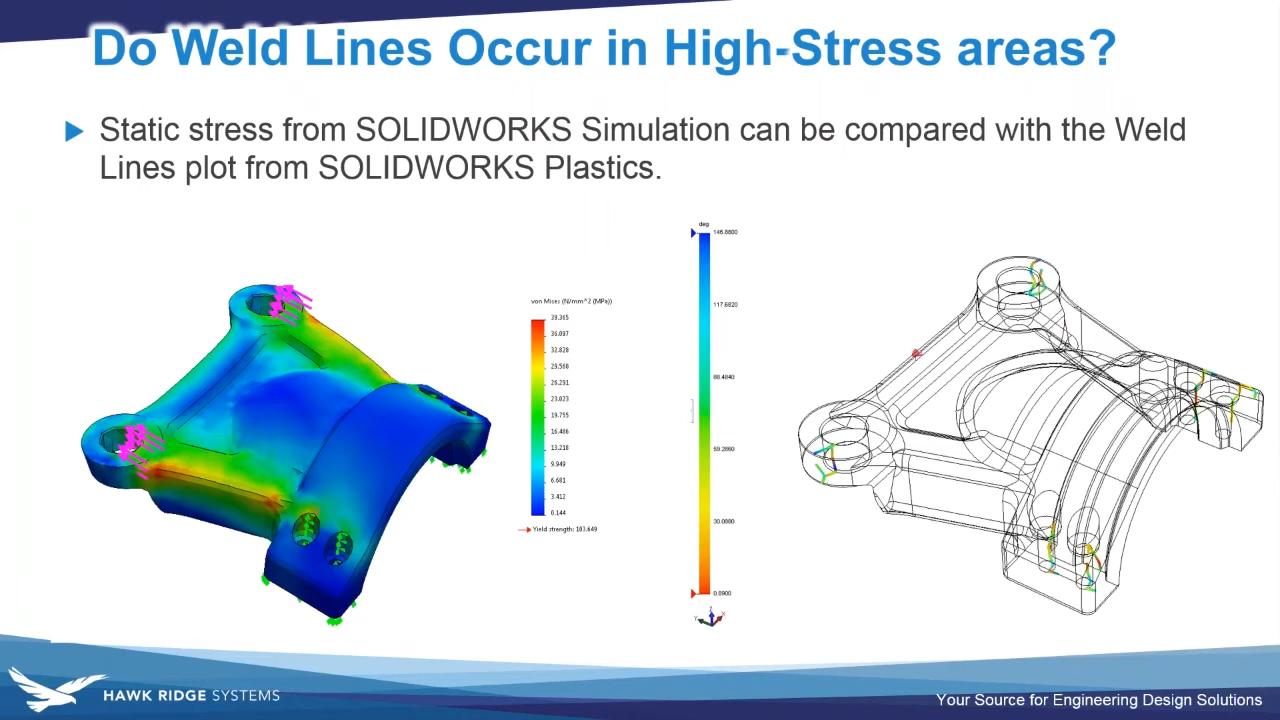 Do Weld Lines Occur in High-Stress areas?
Static stress from SOLIDWORKS Simulation can be compared with the Weld
Lines plot from SOLIDWORKS Plastics.
von Mises (N/mm^2 (MPa))
39.365
36.097
32.828
29.560
26.291
23.023
19.755
16.486
13.218
9.949
6.681
3.412
0.144
Yield strength: 103.649
deg
146.8800
117.6820
88.4840
59.2860
30.0880
0.8900
Z
Y
X
HAWK RIDGE SYSTEMS
Your Source for Engineering Design Solutions